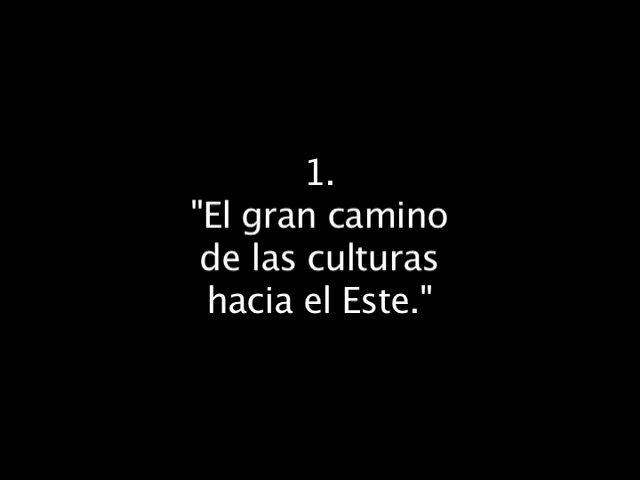 1.
"El gran camino
de las culturas
hacia el Este."